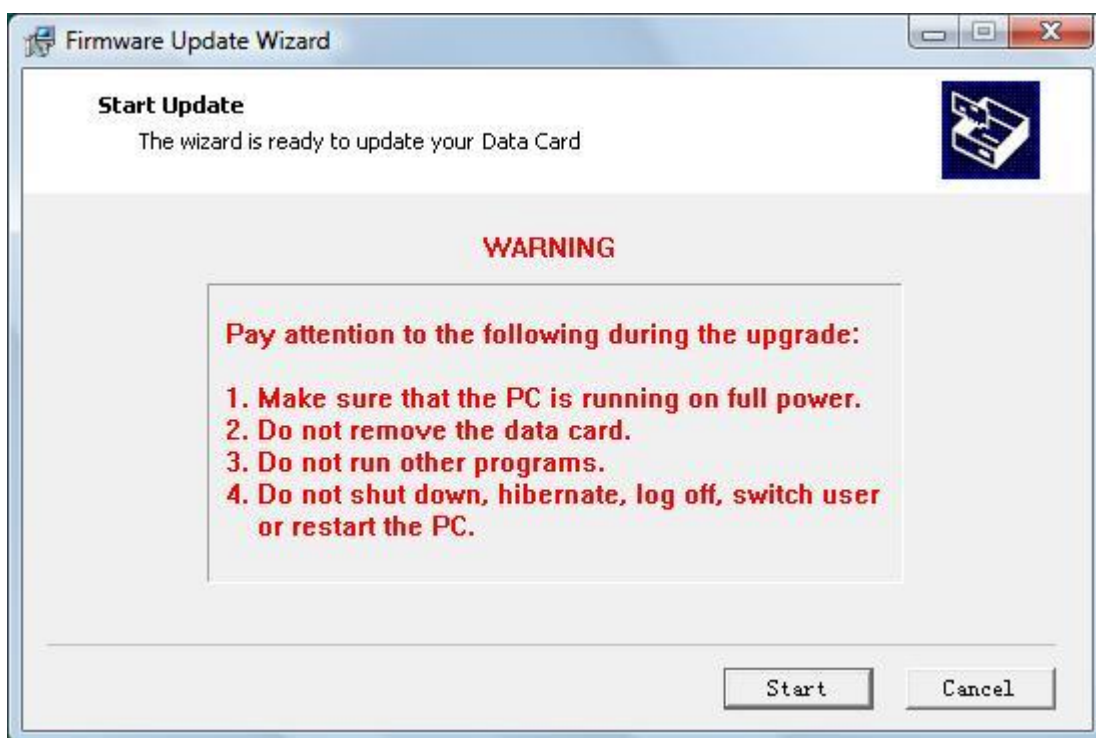 Firmware Update Wizard
Start Update
The wizard is ready to update your Data Card
WARNING
Pay attention to the following during the upgrade:
1. Make sure that the PC is running on full power.
2. Do not remove the data card.
3. Do not run other programs.
4. Do not shut down, hibernate, log off, switch user
or restart the PC.
Start
Cancel